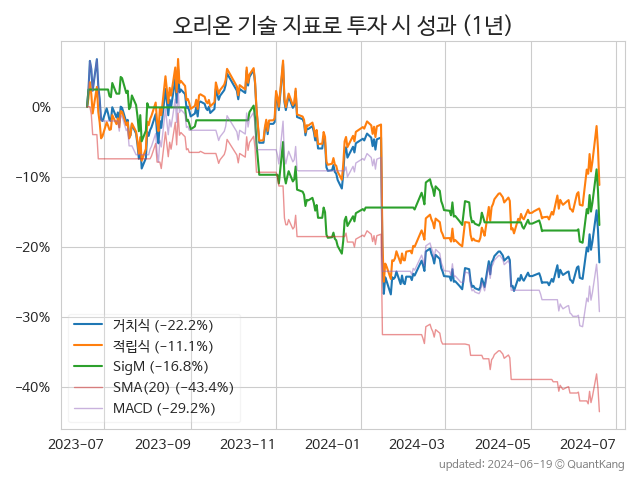 오리온 기술 지표로 투자 시 성과 (1년)
0%
−10%
−20%
−30%
−40%
거치식 (−22.2%)
적립식 (−11.1%)
SigM (−16.8%)
SMA(20) (−43.4%)
MACD (−29.2%)
2023-07 2023-09 2023-11 2024-01 2024-03 2024-05 2024-07
updated: 2024-06-19 © QuantKang